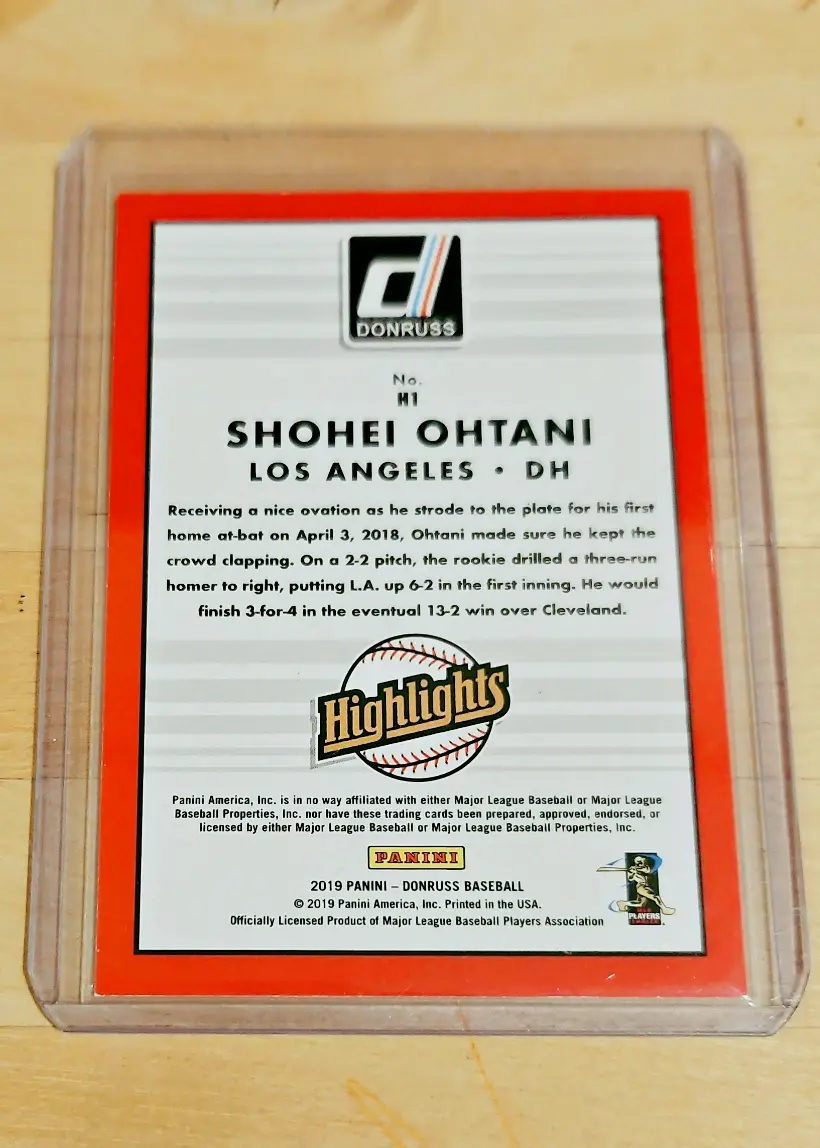 d
DONRUSS
No.
H1
SHOHEI OHTANI
LOS ANGELES • DH
Receiving a nice ovation as he strode to the plate for his first
home at-bat on April 3, 2018, Ohtani made sure he kept the
crowd clapping. On a 2-2 pitch, the rookie drilled a three-run
homer to right, putting L.A. up 6-2 in the first inning. He would
finish 3-for-4 in the eventual 13-2 win over Cleveland.
Highlights
Panini America, Inc. is in no way affiliated with either Major League Baseball or Major League
Baseball Properties, Inc. nor have these trading cards been prepared, approved, endorsed, or
licensed by either Major League Baseball or Major League Baseball Properties, Inc.
PANINI
2019 PANINI – DONRUSS BASEBALL
© 2019 Panini America, Inc. Printed in the USA.
Officially Licensed Product of Major League Baseball Players Association
PLAYERS